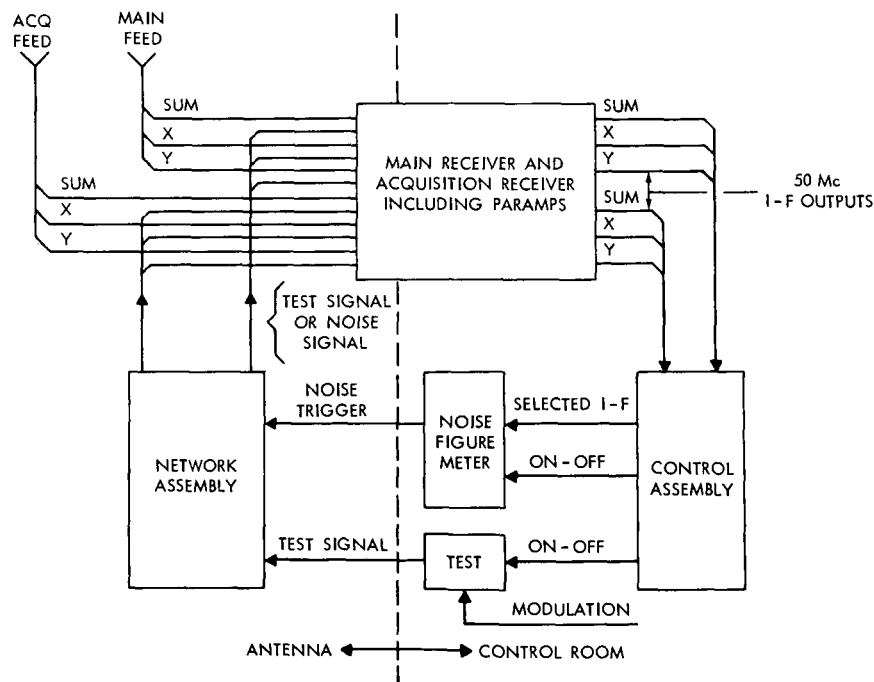 ACQ
FEED
MAIN
FEED
SUM
X
Y
SUM
X
Y
MAIN RECEIVER AND
ACQUISITION RECEIVER
INCLUDING PARAMPS
SUM
X
Y
SUM
X
Y
50 Mc
I-F OUTPUTS
TEST SIGNAL
OR NOISE
SIGNAL
NETWORK
ASSEMBLY
NOISE
TRIGGER
NOISE
FIGURE
METER
SELECTED I-F
ON-OFF
CONTROL
ASSEMBLY
TEST SIGNAL
TEST
ON-OFF
MODULATION
ANTENNA
CONTROL ROOM